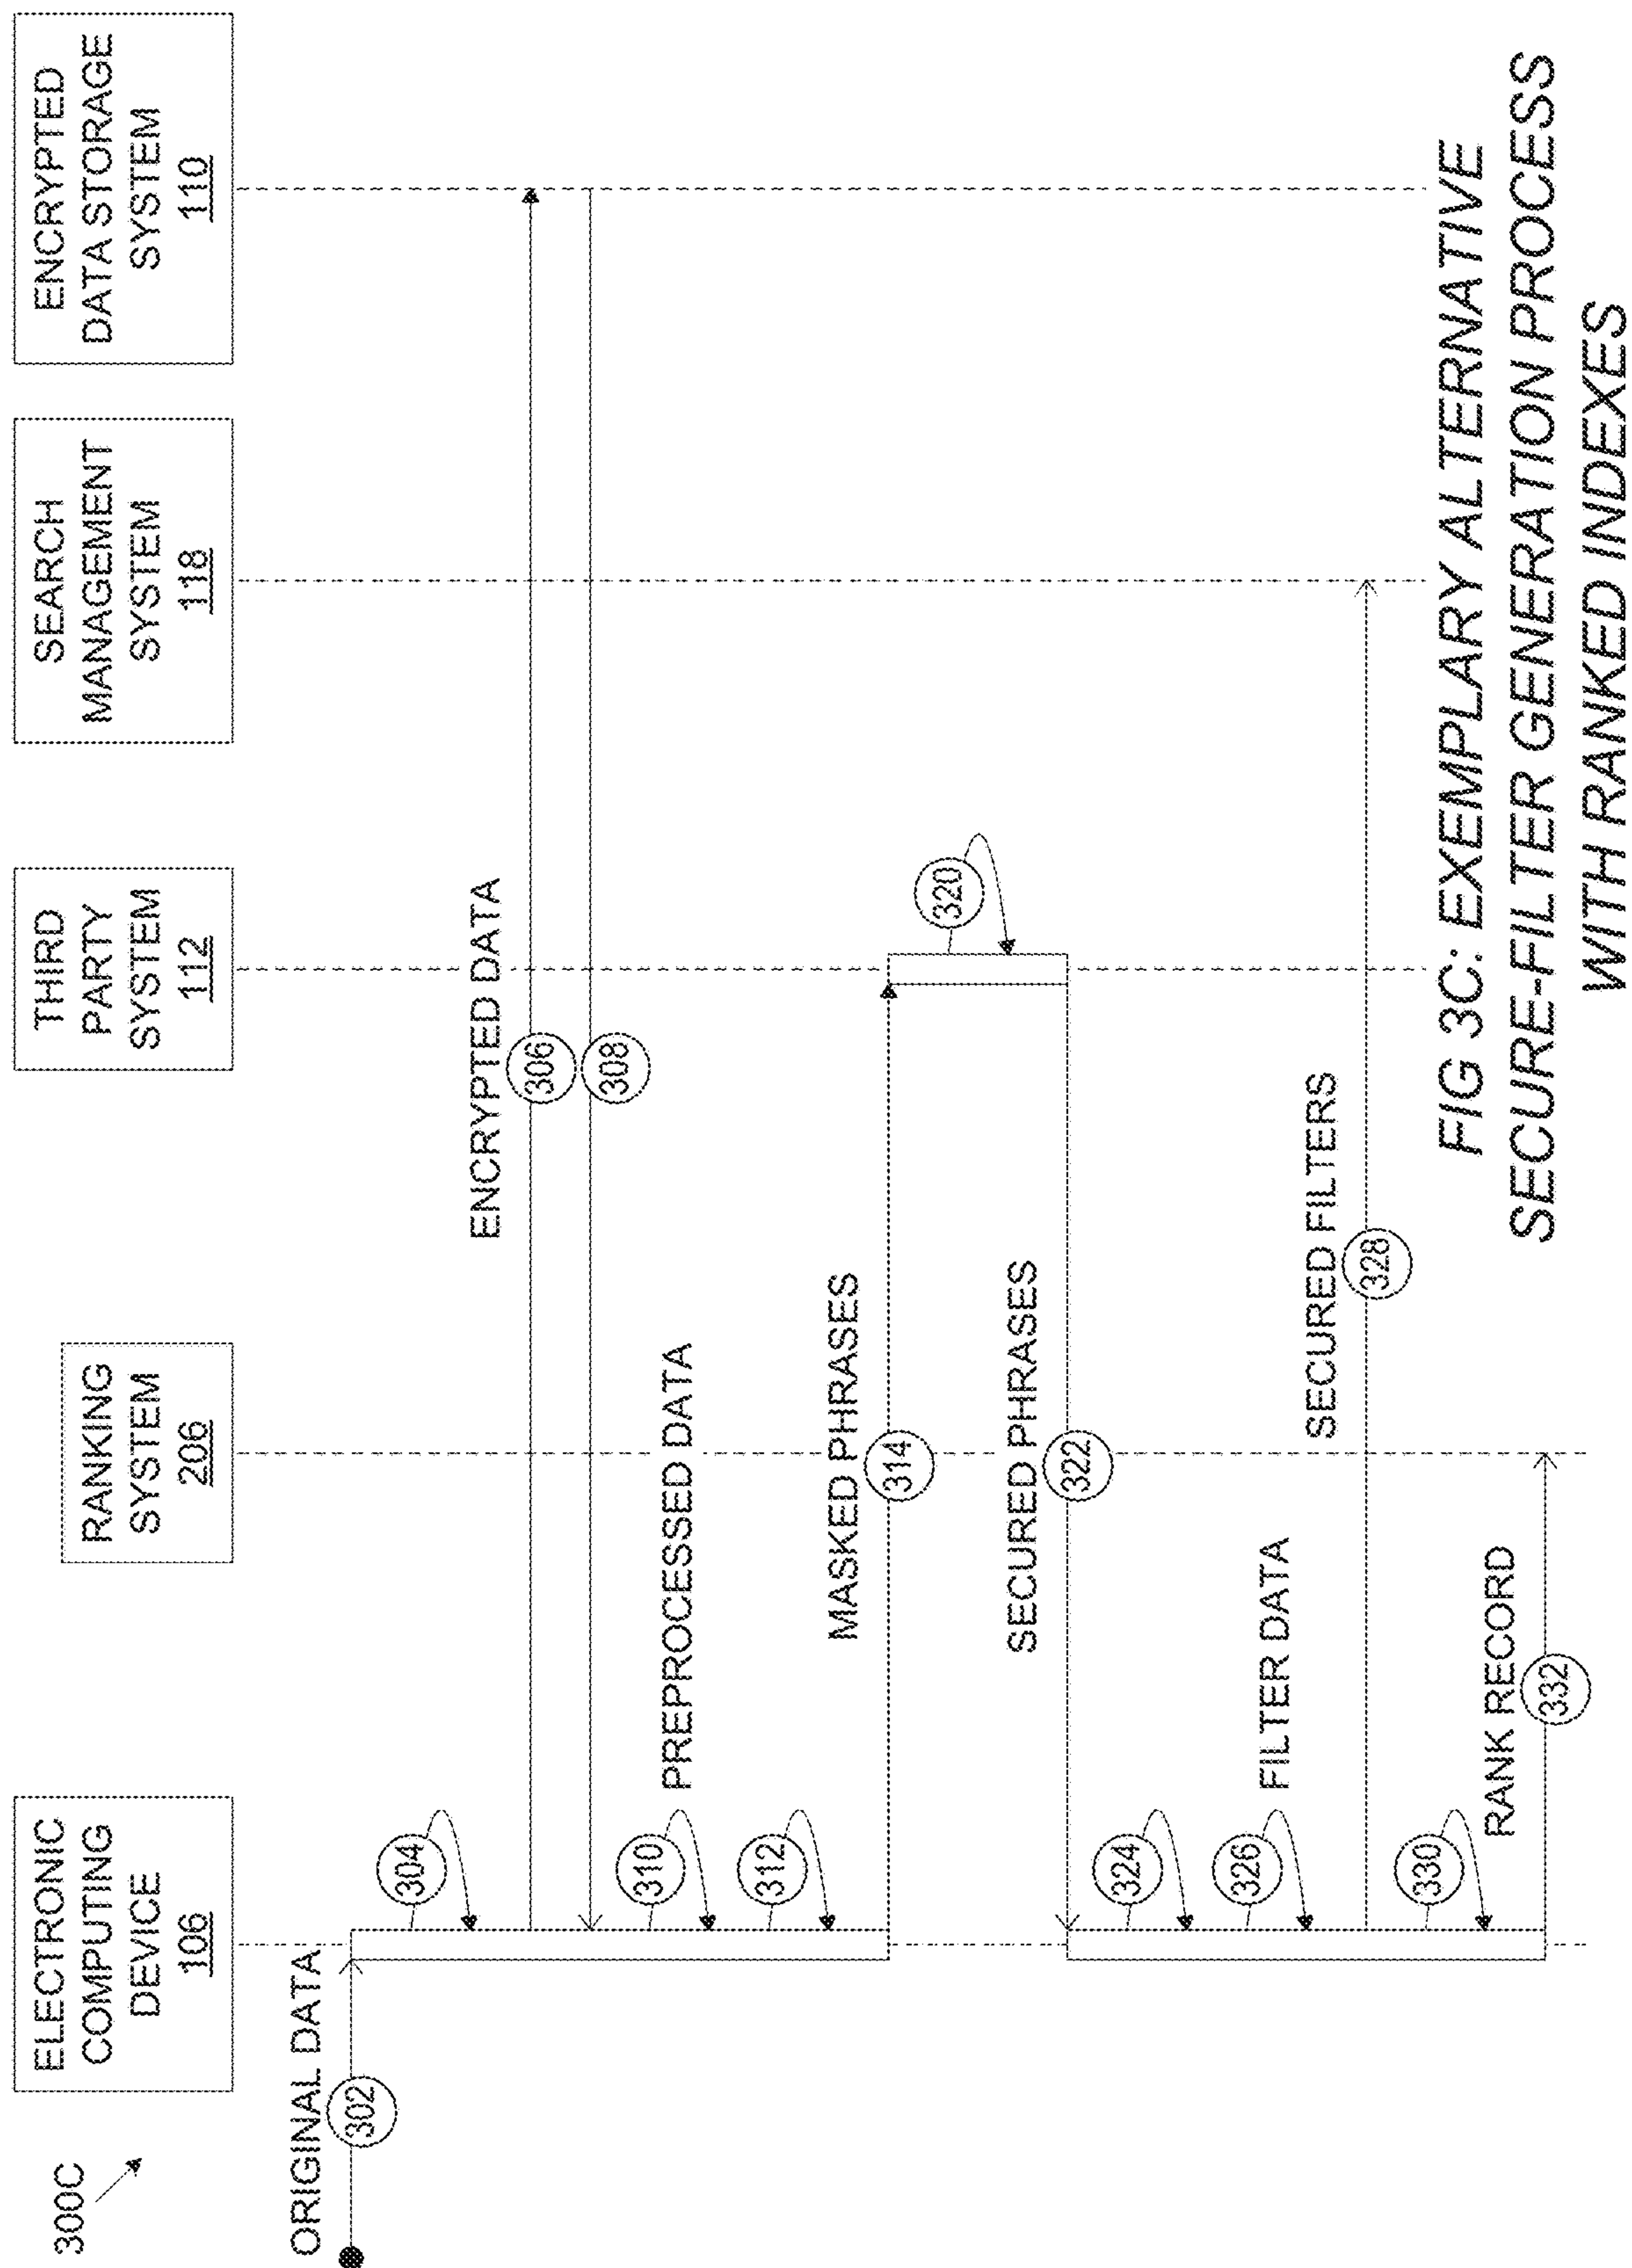 300C
ELECTRONIC
COMPUTING
DEVICE
106
RANKING
SYSTEM
206
THIRD
PARTY
SYSTEM
112
SEARCH
MANAGEMENT
SYSTEM
118
ENCRYPTED
DATA STORAGE
SYSTEM
110
ORIGINAL DATA
302
304
ENCRYPTED DATA
306
308
PREPROCESSED DATA
310
312
MASKED PHRASES
314
320
SECURED PHRASES
322
324
FILTER DATA
326
SECURED FILTERS
328
330
RANK RECORD
332
FIG 3C: EXEMPLARY ALTERNATIVE
SECURE-FILTER GENERATION PROCESS
WITH RANKED INDEXES